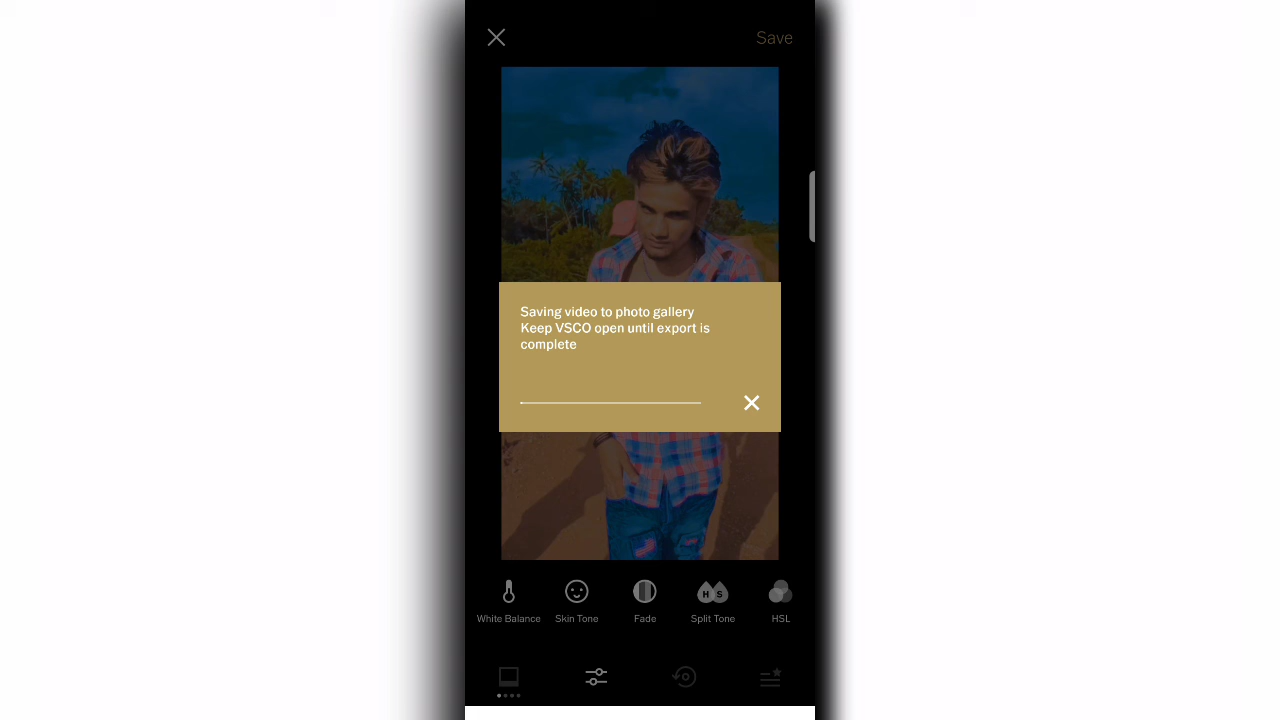 Save
Saving video to photo gallery
Keep VSCO open until export is
complete
White Balance
Skin Tone
Fade
H S
Split Tone
HSL